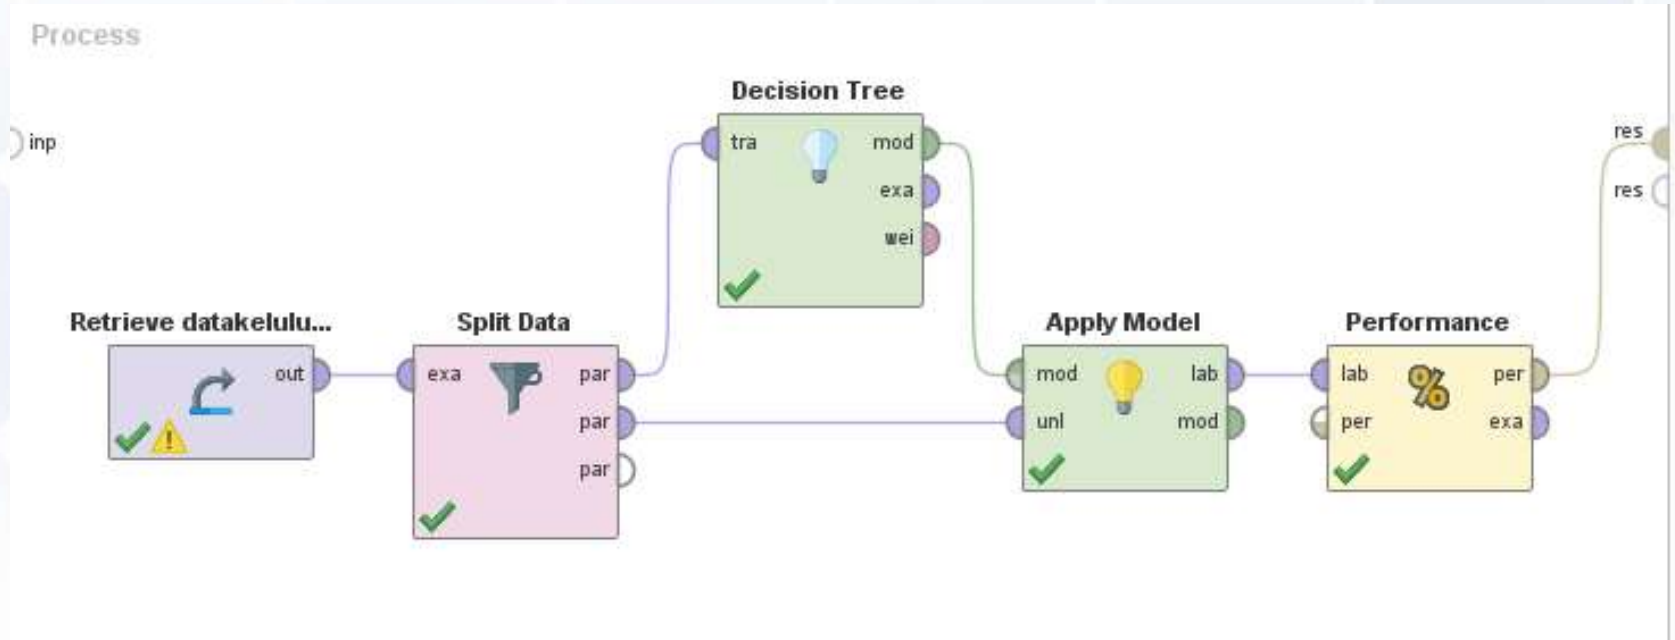 Process
inp
Decision Tree
tra
mod
exa
wei
res
res
Retrieve datakelulu...
out
Split Data
exa
par
par
par
Apply Model
mod
lab
unl
mod
Performance
lab
per
per
exa